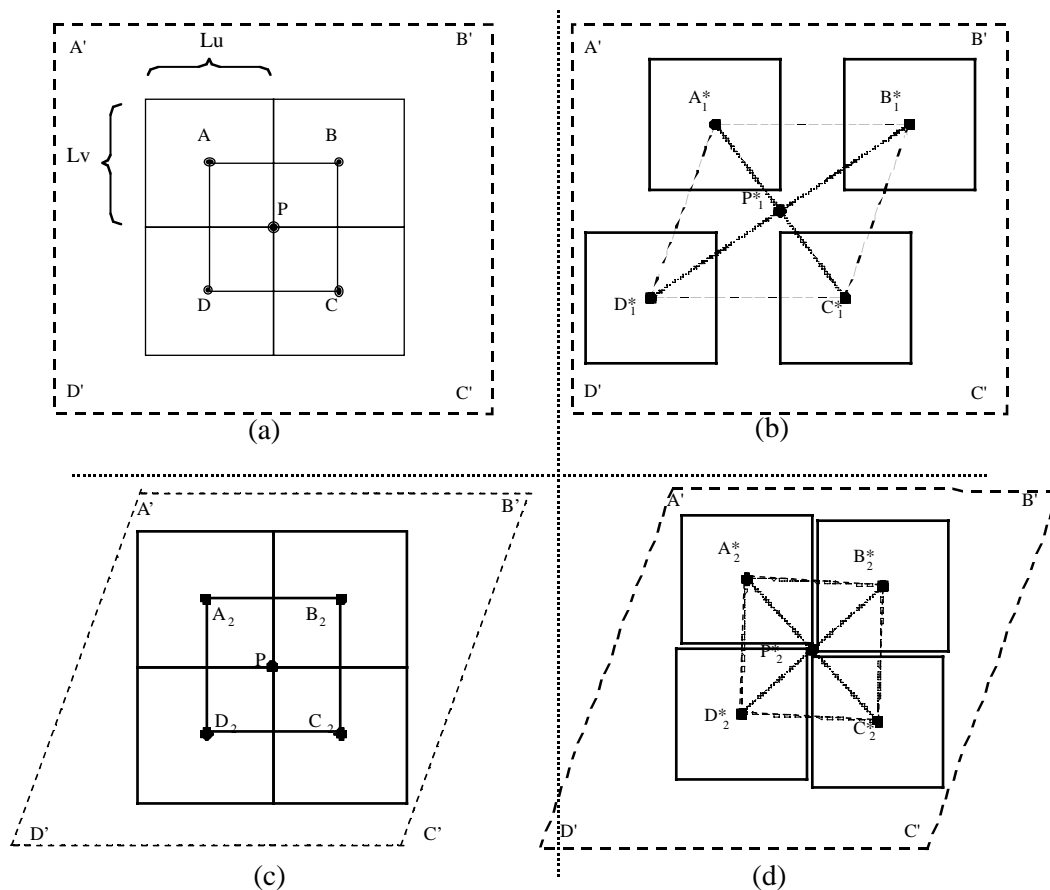 A' Lu B'
Lv A B
P
D C
D' C'
(a)
A' B'
A*1 B*1
P*1
D*1 C*1
D' C'
(b)
A' B'
A2 B2
P
D2 C2
D' C'
(c)
A' B'
A*2 B*2
P*2
D*2 C*2
D' C'
(d)